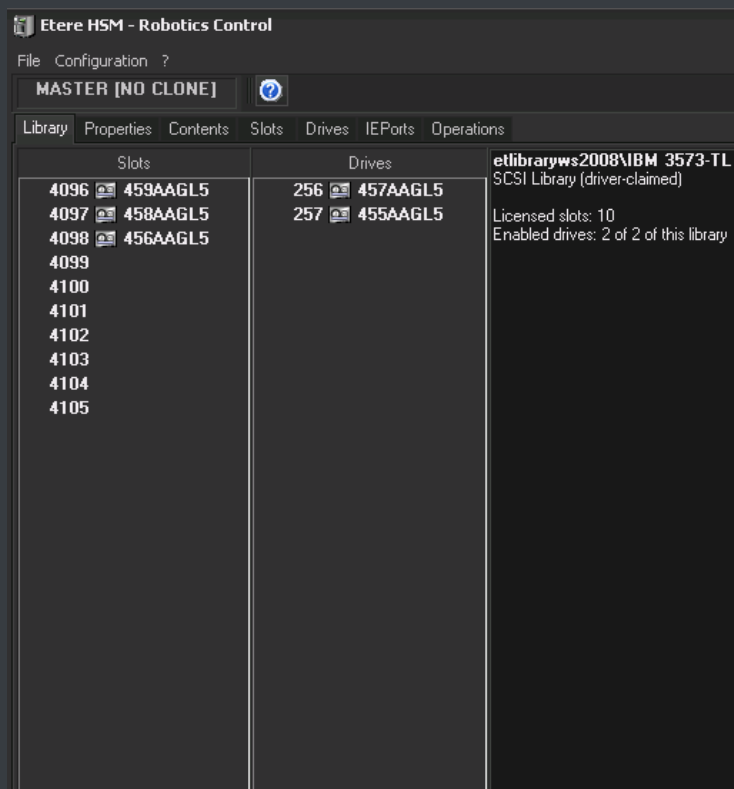 Etere HSM - Robotics Control
File Configuration ?
MASTER [NO CLONE]
Library Properties Contents Slots Drives IEPorts Operations
Slots
4096 459AAGL5
4097 458AAGL5
4098 456AAGL5
4099
4100
4101
4102
4103
4104
4105
Drives
256 457AAGL5
257 455AAGL5
etlibraryws2008\IBM 3573-TL
SCSI Library (driver-claimed)
Licensed slots: 10
Enabled drives: 2 of 2 of this library